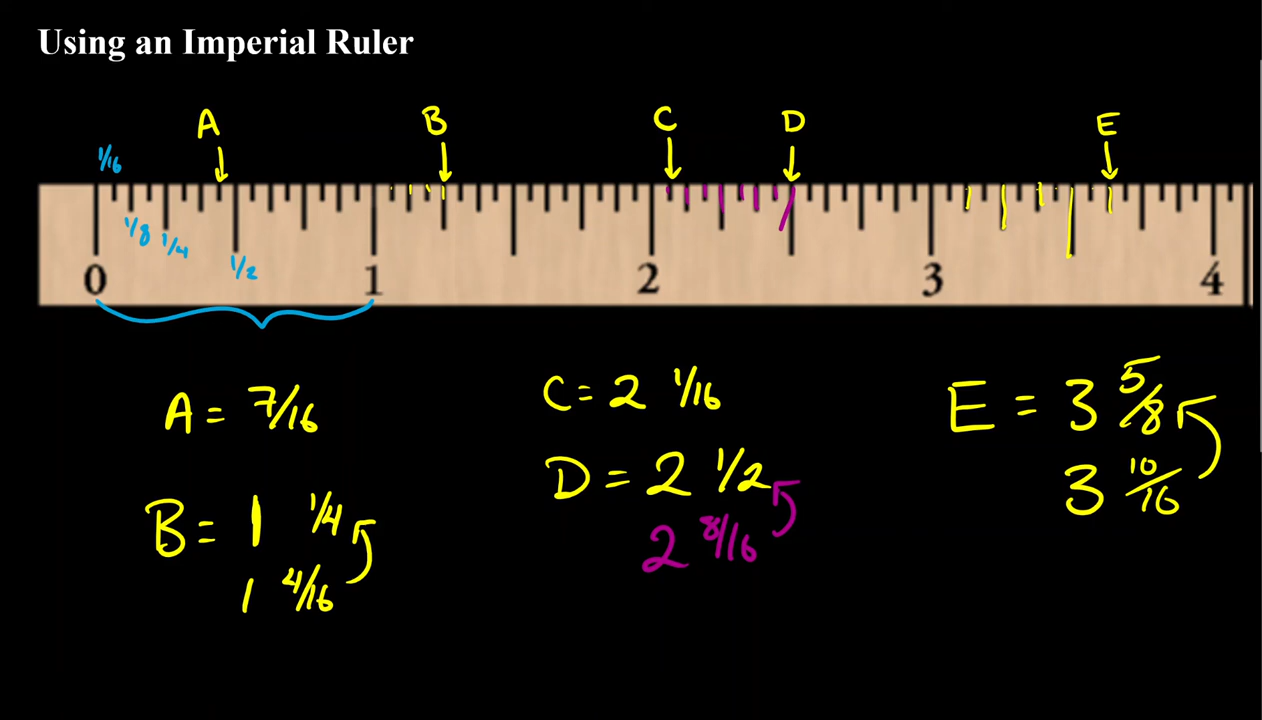 Using an Imperial Ruler
A B C D E
1/16
1/8 1/4 1/2
0 1 2 3 4
A = 7/16
B = 1 1/4
1 4/16
C = 2 1/16
D = 2 1/2
2 8/16
E = 3 5/8
3 10/16